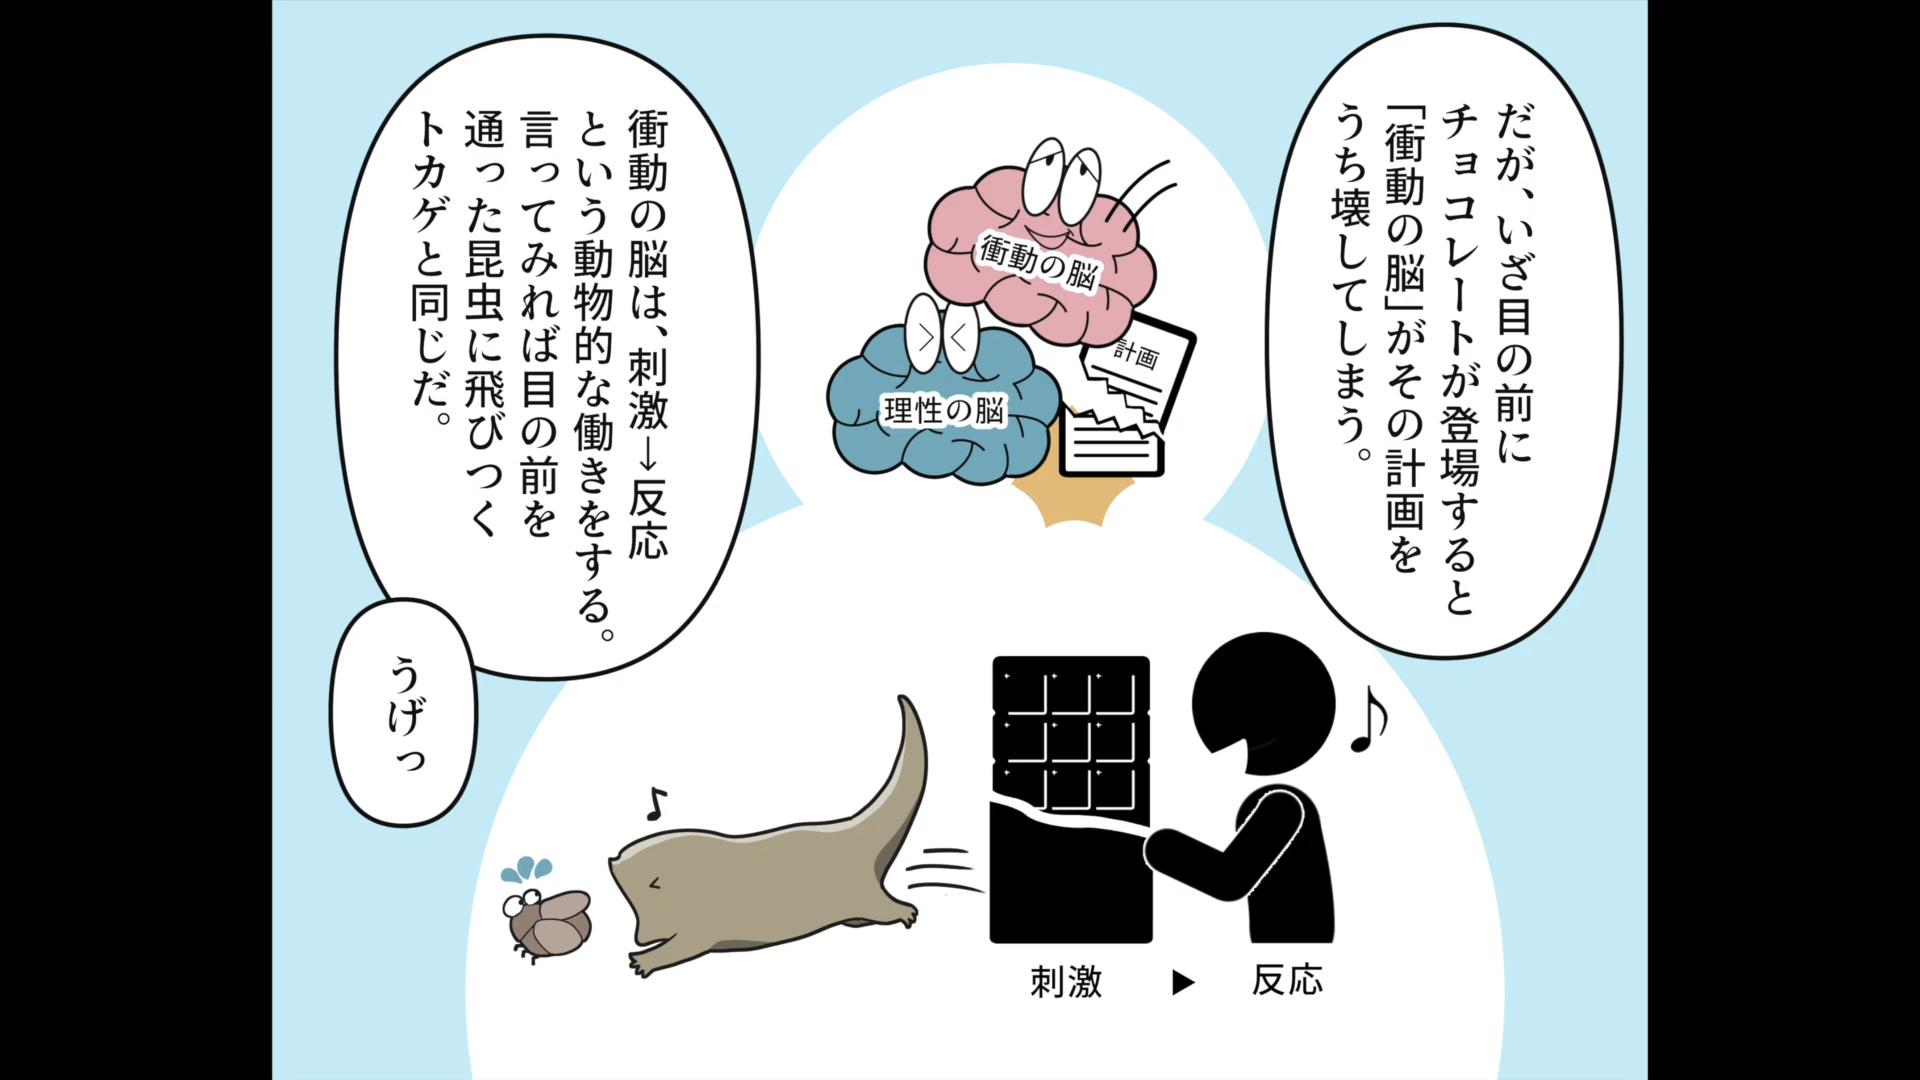 だが、いざ目の前に
チョコレートが登場すると
「衝動の脳」がその計画を
うち壊してしまう。
衝動の脳
計画
理性の脳
衝動の脳は、刺激→反応
という動物的な働きをする。
言ってみれば目の前を
通った昆虫に飛びつく
トカゲと同じだ。
うげっ
刺激 ▶ 反応